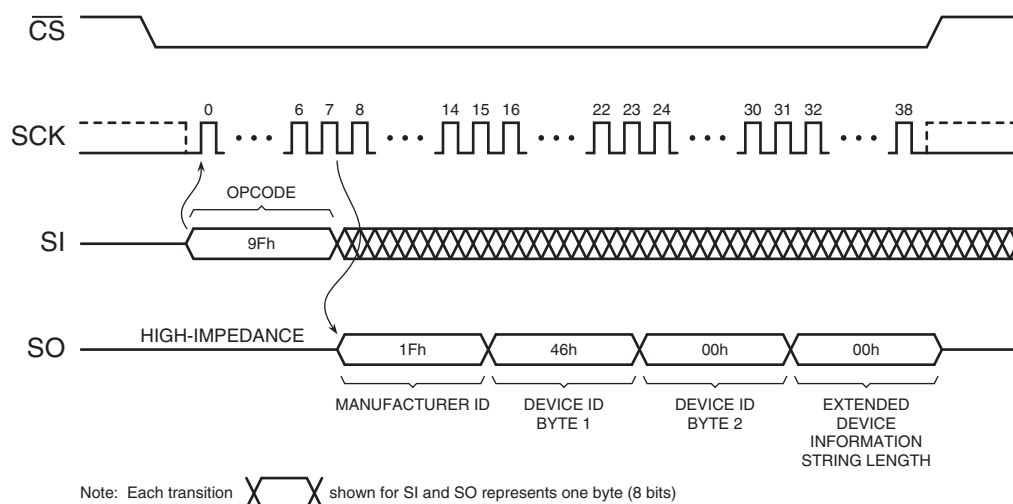 CS
SCK
0 6 7 8 14 15 16 22 23 24 30 31 32 38
OPCODE
SI
9Fh
HIGH-IMPEDANCE
SO
1Fh 46h 00h 00h
MANUFACTURER ID
DEVICE ID
BYTE 1
DEVICE ID
BYTE 2
EXTENDED
DEVICE
INFORMATION
STRING LENGTH
Note: Each transition shown for SI and SO represents one byte (8 bits)